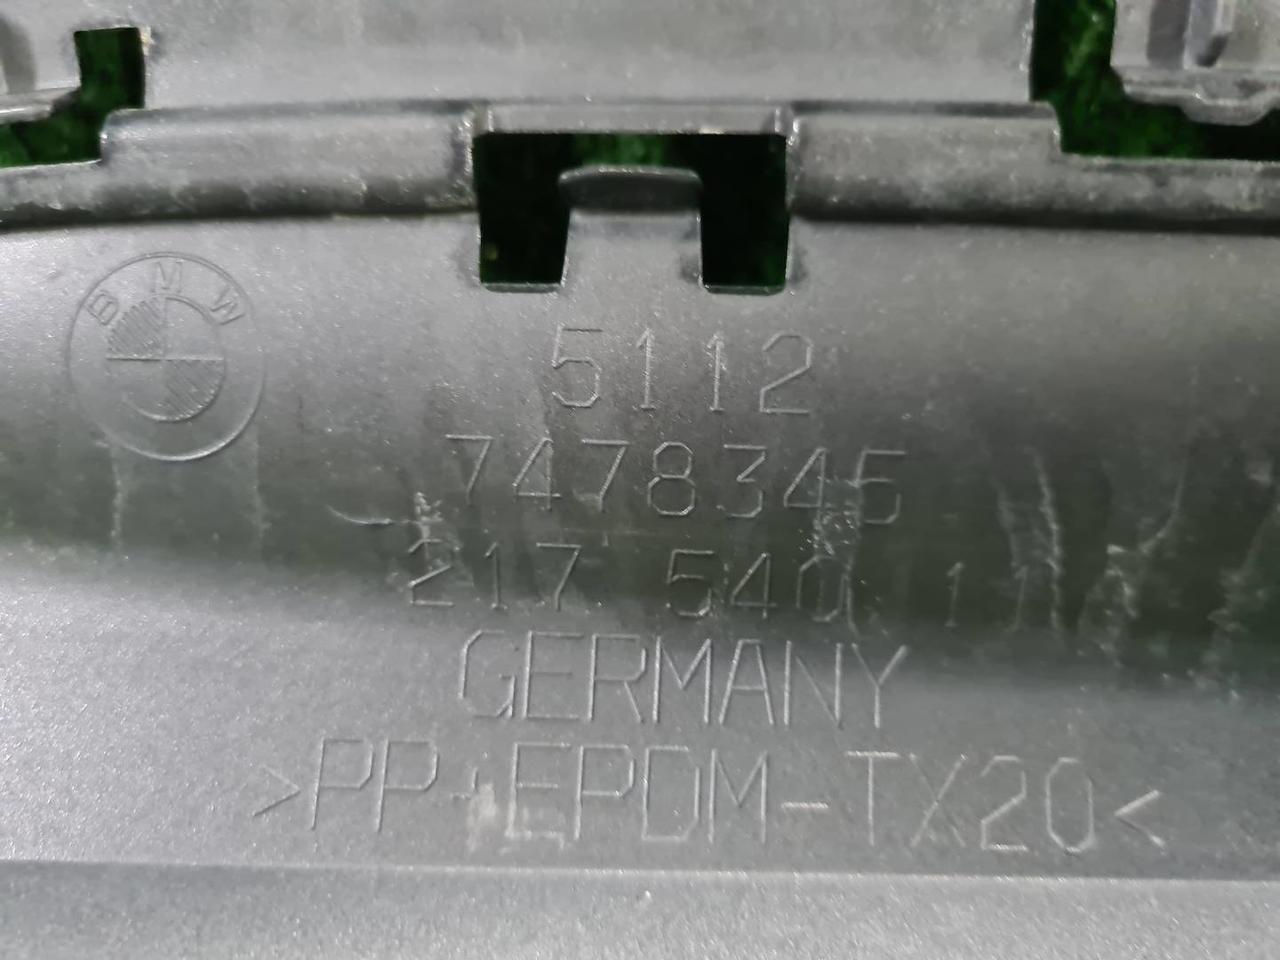 BMW
5112
7478345
217 540 11
GERMANY
>PP+EPDM-TX20<